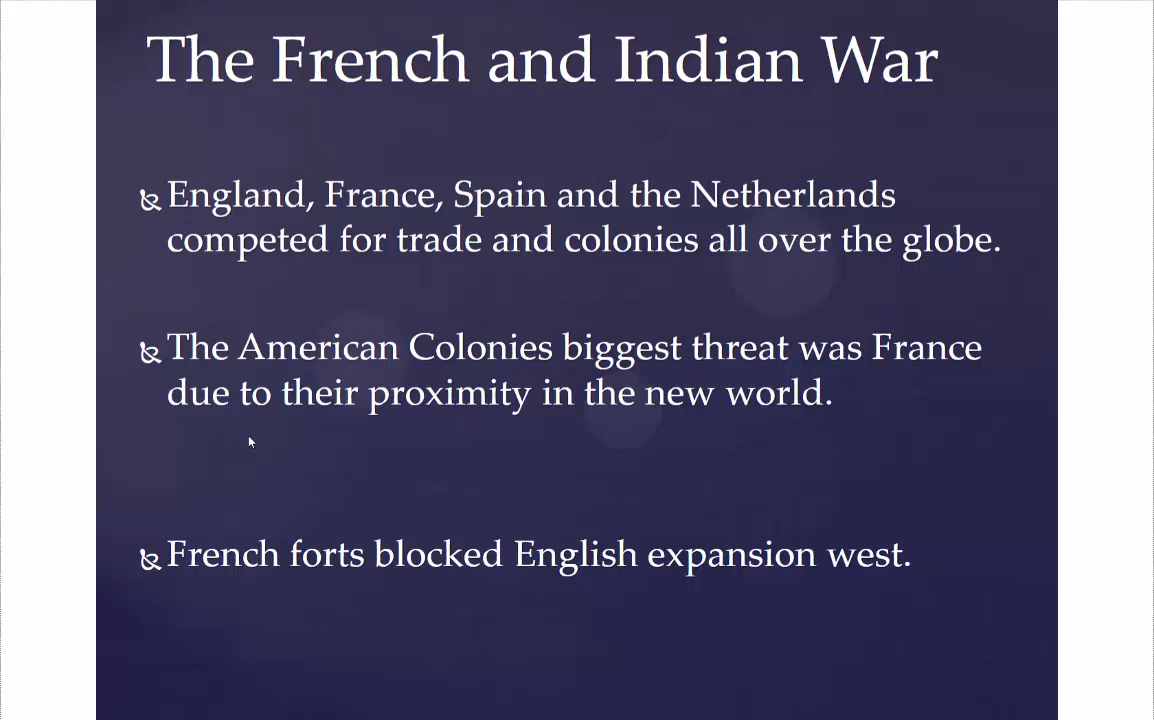 The French and Indian War
England, France, Spain and the Netherlands
competed for trade and colonies all over the globe.
The American Colonies biggest threat was France
due to their proximity in the new world.
French forts blocked English expansion west.